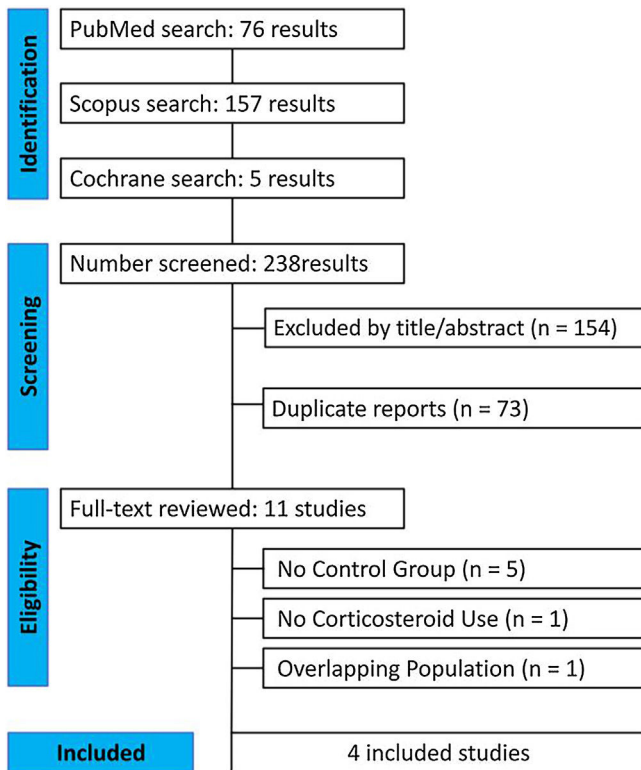 Identification
PubMed search: 76 results
Scopus search: 157 results
Cochrane search: 5 results
Screening
Number screened: 238results
Excluded by title/abstract (n = 154)
Duplicate reports (n = 73)
Eligibility
Full-text reviewed: 11 studies
No Control Group (n = 5)
No Corticosteroid Use (n = 1)
Overlapping Population (n = 1)
Included
4 included studies